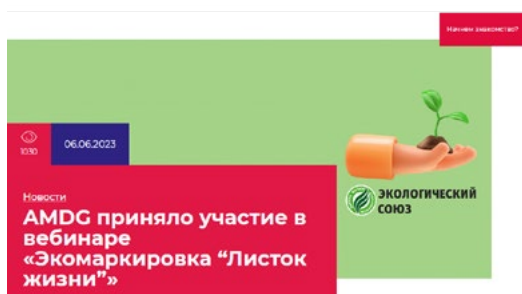 Начнем знакомство?
1030
06.06.2023
ЭКОЛОГИЧЕСКИЙ
СОЮЗ
Новости
AMDG приняло участие в
вебинаре
«Экомаркировка “Листок
жизни”»